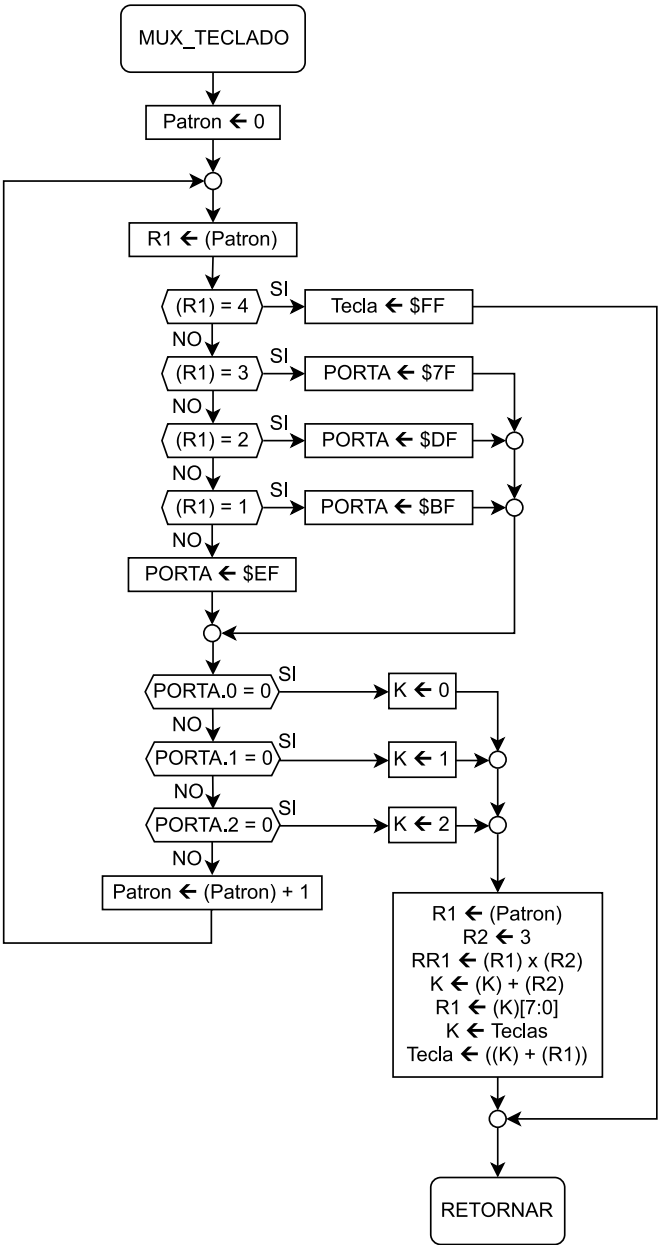 MUX_TECLADO
Patron ← 0
R1 ← (Patron)
(R1) = 4
SI
Tecla ← $FF
NO
(R1) = 3
SI
PORTA ← $7F
NO
(R1) = 2
SI
PORTA ← $DF
NO
(R1) = 1
SI
PORTA ← $BF
NO
PORTA ← $EF
PORTA.0 = 0
SI
K ← 0
NO
PORTA.1 = 0
SI
K ← 1
NO
PORTA.2 = 0
SI
K ← 2
NO
Patron ← (Patron) + 1
R1 ← (Patron)
R2 ← 3
RR1 ← (R1) x (R2)
K ← (K) + (R2)
R1 ← (K)[7:0]
K ← Teclas
Tecla ← ((K) + (R1))
RETORNAR